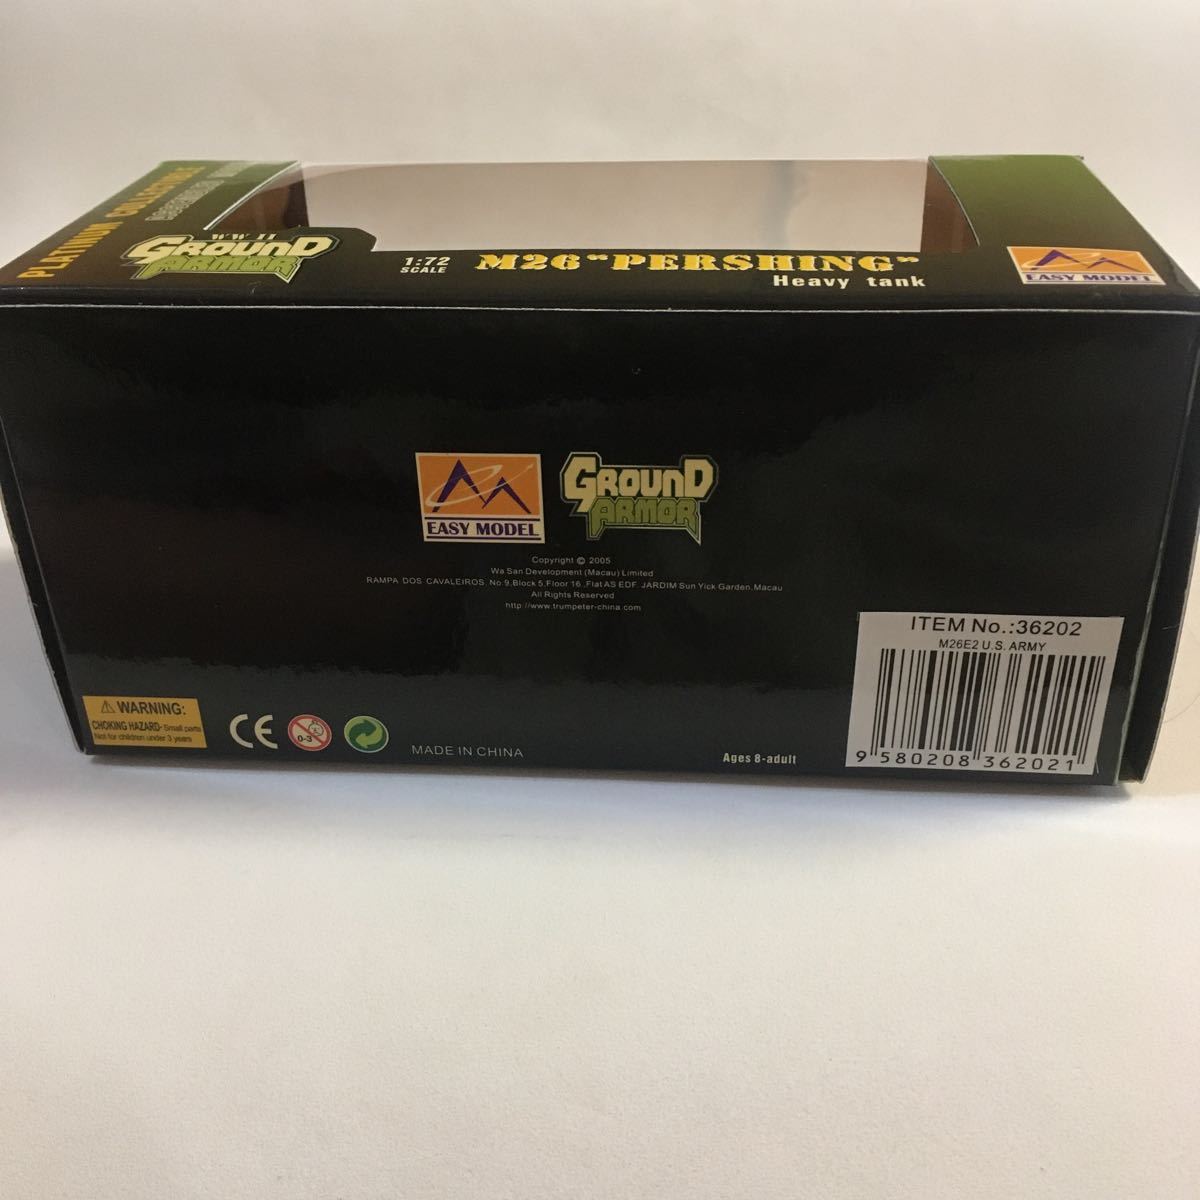 PLATINUM COLLECTIBLE
WW II
GROUND
ARMOR
1:72
SCALE
M26 "PERSHING"
Heavy tank
EASY MODEL
EASY MODEL
GROUND
ARMOR
Copyright © 2005
Wa San Development (Macau) Limited
RAMPA DOS CAVALEIROS, No 9,Block 5,Floor 16 ,Flat AS EDF. JARDIM Sun Yick Garden,Macau
All Rights Reserved
http://www.trumpeter-china.com
ITEM No.:36202
M26E2 U.S. ARMY
9 580208 362021
WARNING:
CHOKING HAZARD- Small parts
Not for children under 3 years
CE
0-3
MADE IN CHINA
Ages 8-adult